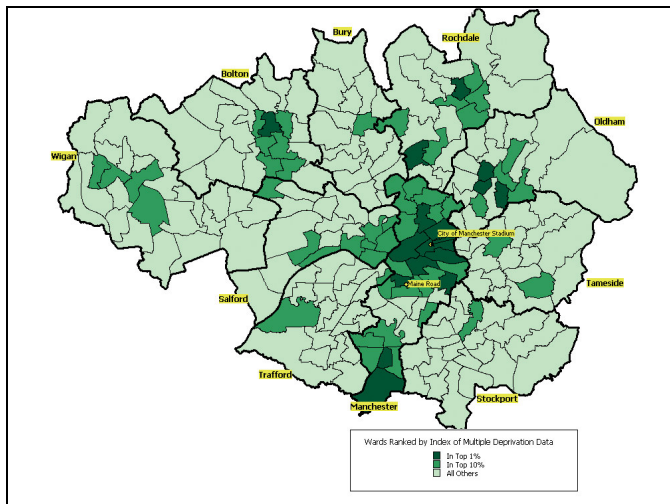 Bury
Rochdale
Bolton
Oldham
Wigan
City of Manchester Stadium
Maine Road
Tameside
Salford
Trafford
Stockport
Manchester
Wards Ranked by Index of Multiple Deprivation Data
In Top 1%
In Top 10%
All Others